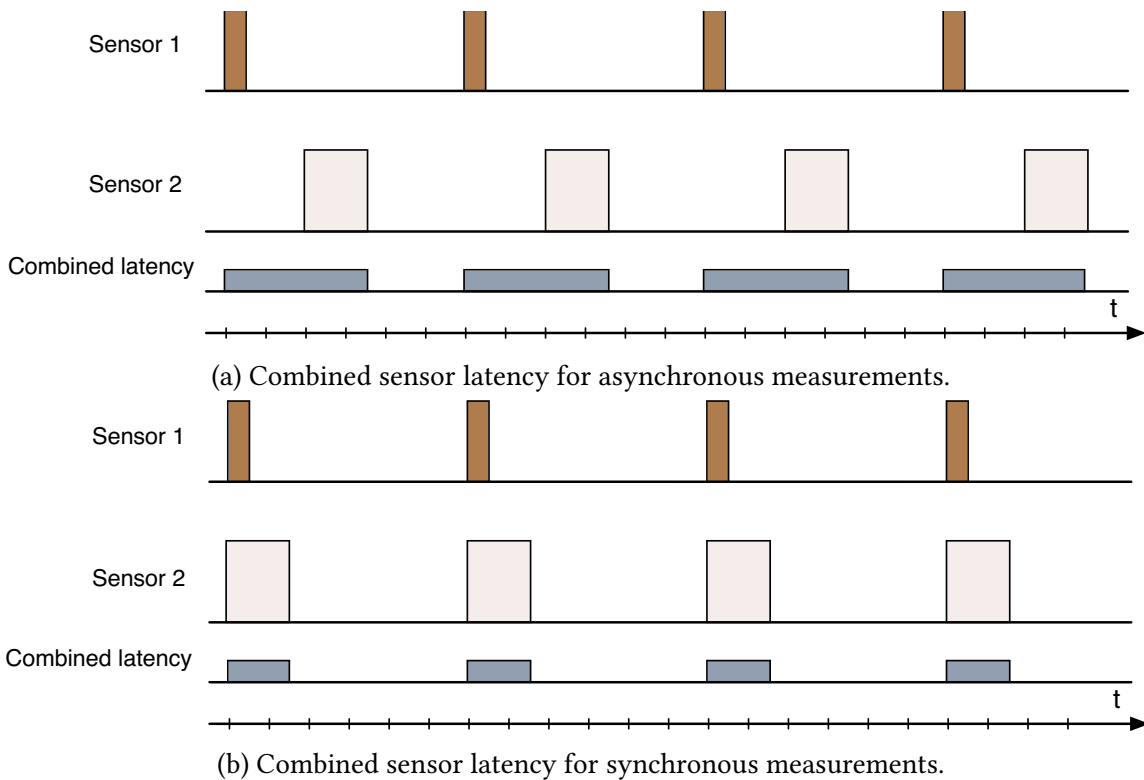 Sensor 1
Sensor 2
Combined latency
t
(a) Combined sensor latency for asynchronous measurements.
Sensor 1
Sensor 2
Combined latency
t
(b) Combined sensor latency for synchronous measurements.